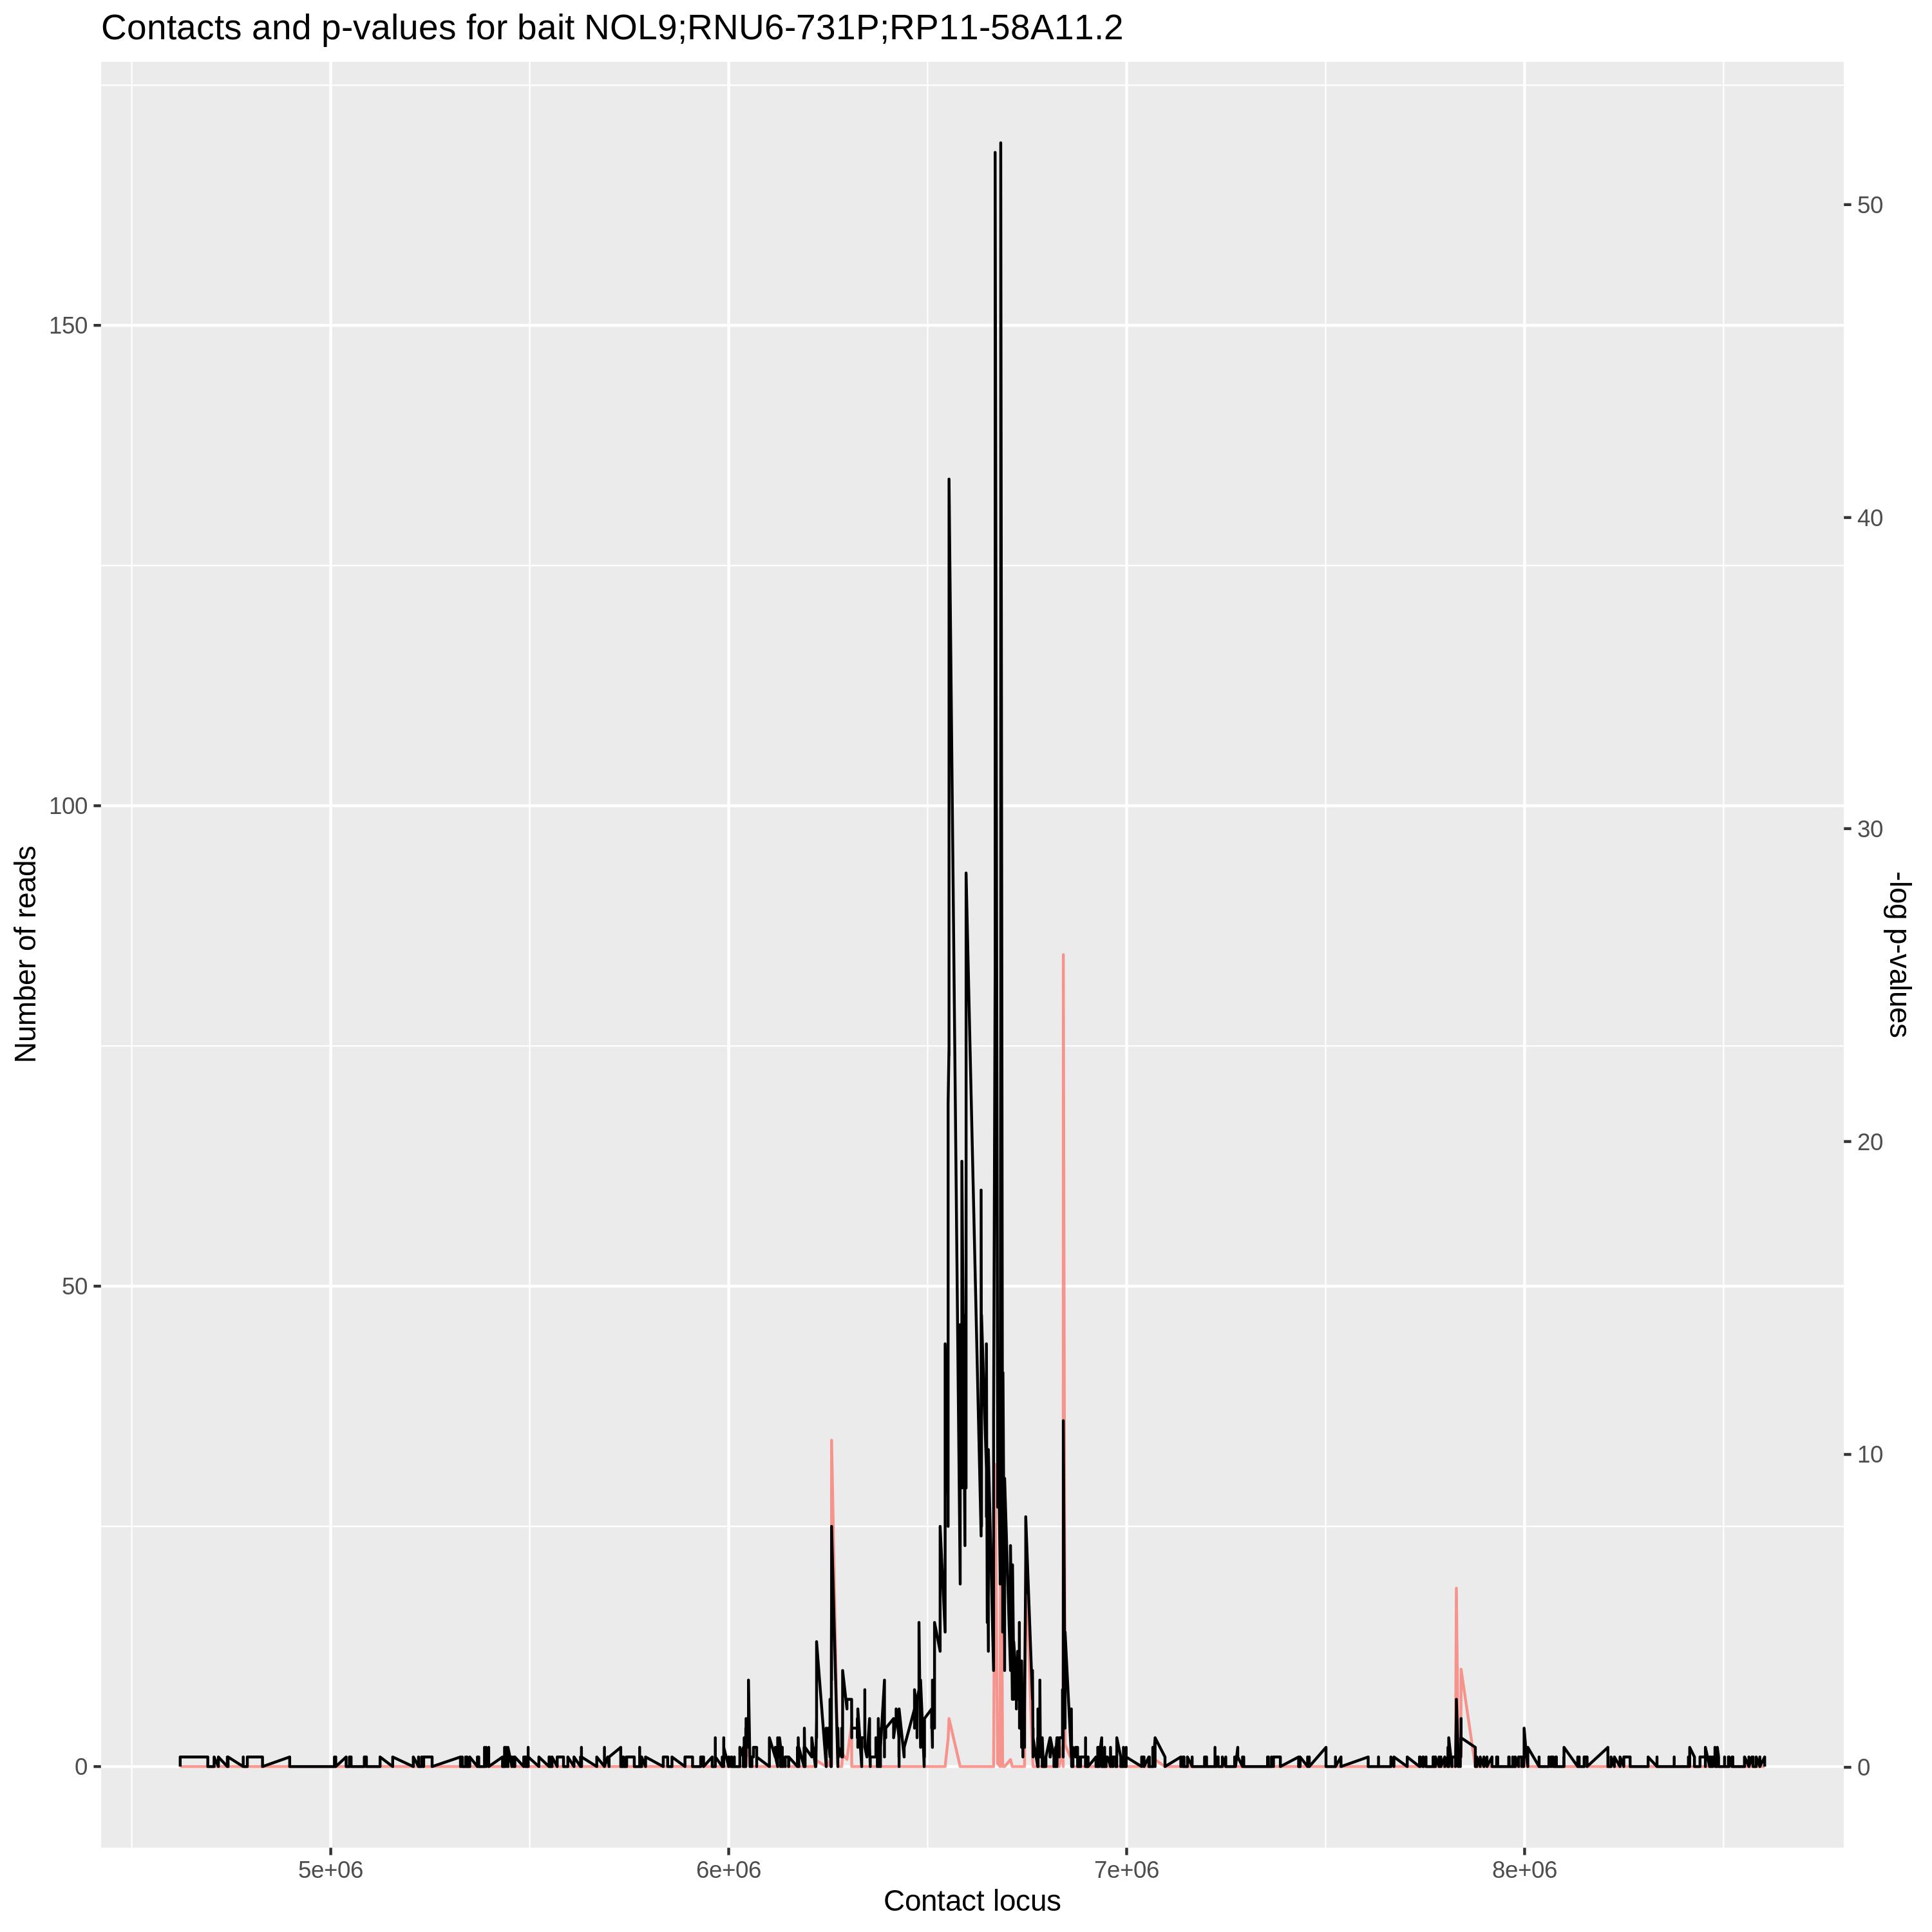 Contacts and p-values for bait NOL9;RNU6-731P;RP11-58A11.2
Number of reads
150
100
50
0
50
40
30
20
10
0
-log p-values
5e+06
6e+06
7e+06
8e+06
Contact locus